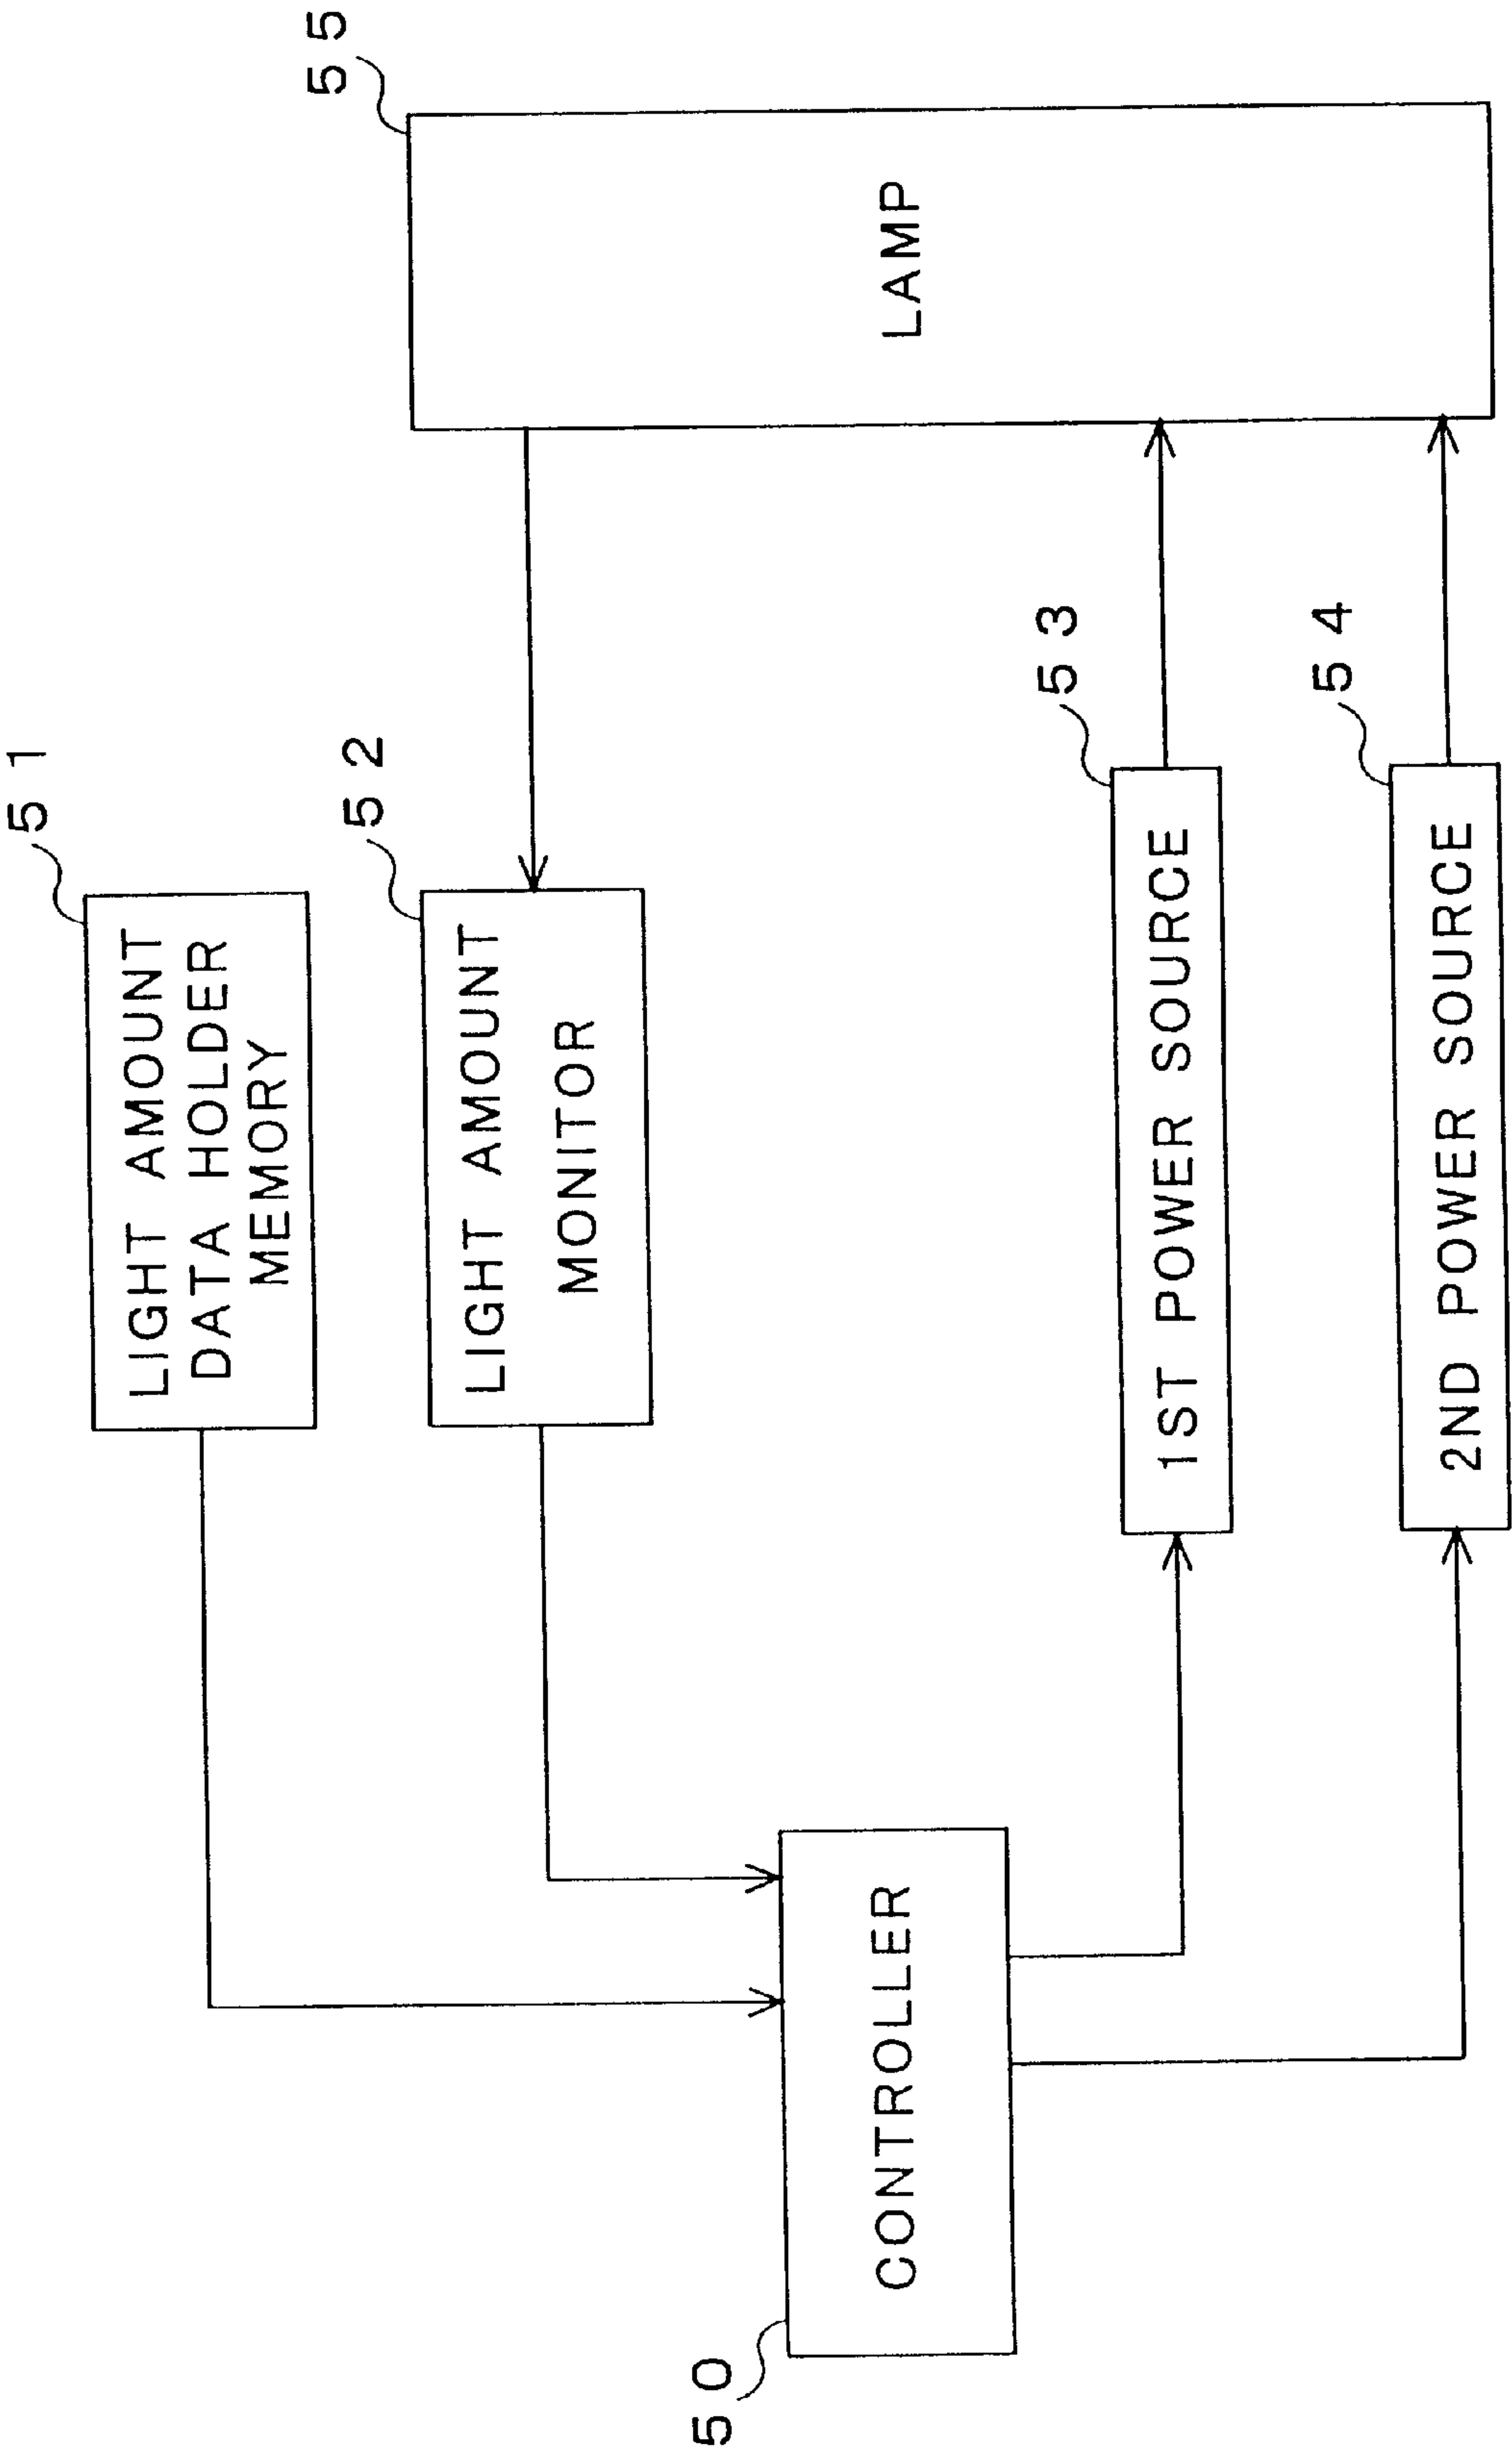 51
LIGHT AMOUNT
DATA HOLDER
MEMORY
52
LIGHT AMOUNT
MONITOR
55
LAMP
50
CONTROLLER
53
1ST POWER SOURCE
54
2ND POWER SOURCE